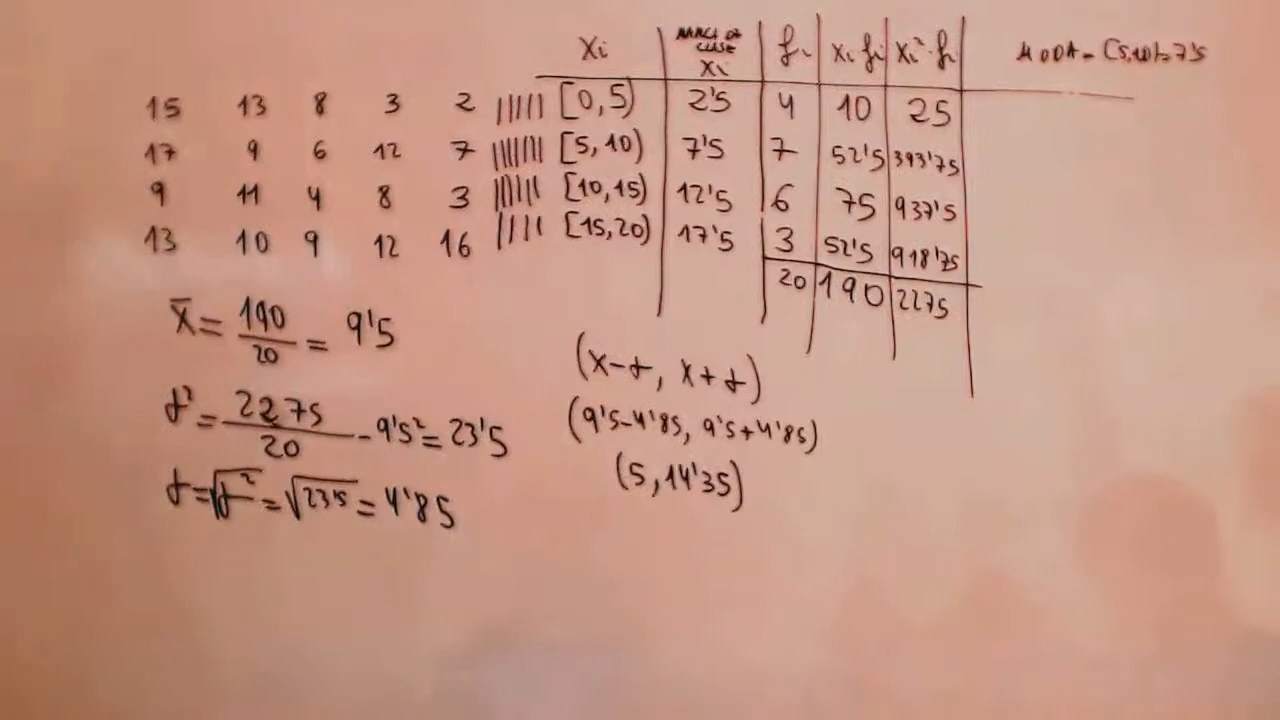 xi | MARCA DE CLASE xi | fi | xi·fi | xi²·fi | MODA = [5,10) = 7'5
15 13 8 3 2 ||||| [0,5) 2'5 4 10 25
17 9 6 12 7 ||||||| [5,10) 7'5 7 52'5 393'75
9 11 4 8 3 |||||| [10,15) 12'5 6 75 937'5
13 10 9 12 16 |||| [15,20) 17'5 3 52'5 918'75
20 190 2275
x̄ = 190/20 = 9'5
σ² = 2275/20 - 9'5² = 23'5
σ = √σ² = √23'5 = 4'85
(x-σ, x+σ)
(9'5-4'85, 9'5+4'85)
(5, 14'35)